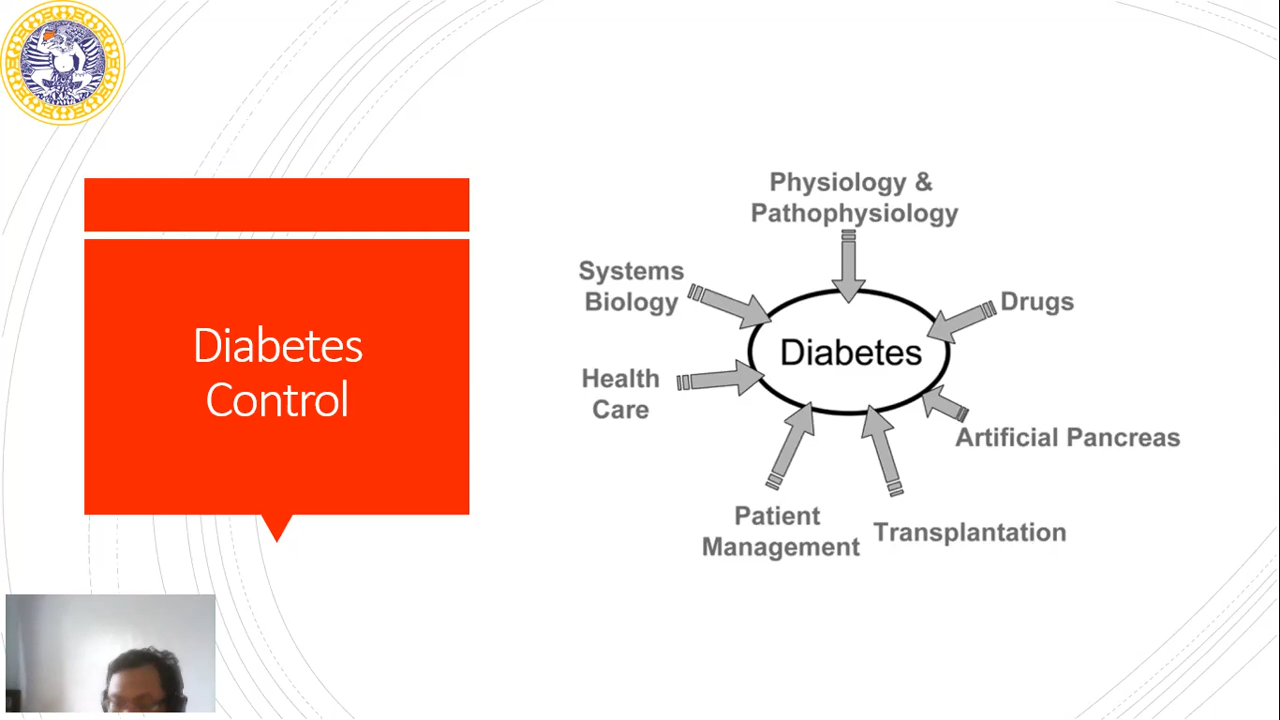 Diabetes
Control
Physiology &
Pathophysiology
Systems
Biology
Drugs
Diabetes
Health
Care
Artificial Pancreas
Patient
Management
Transplantation